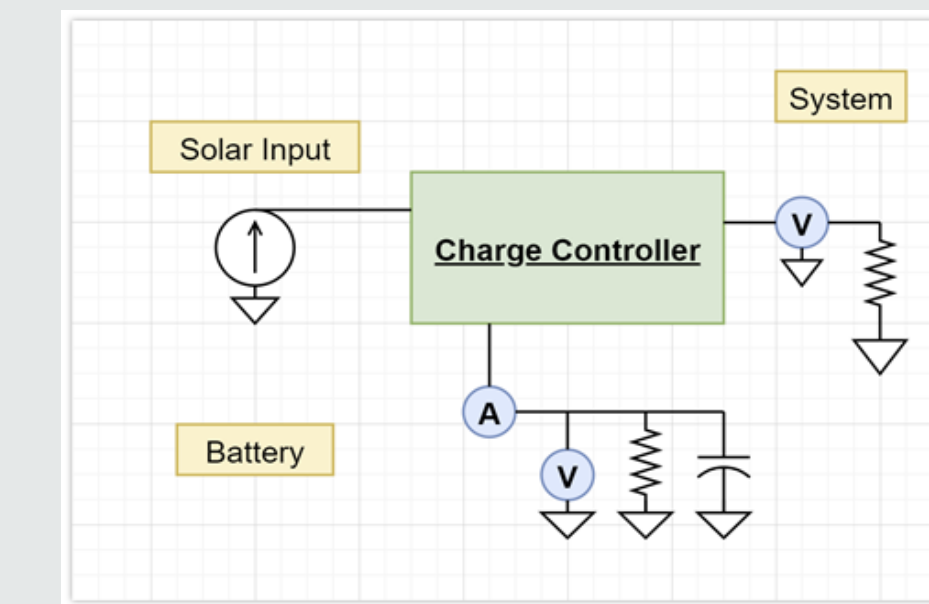 System
Solar Input
Charge Controller
V
A
Battery
V